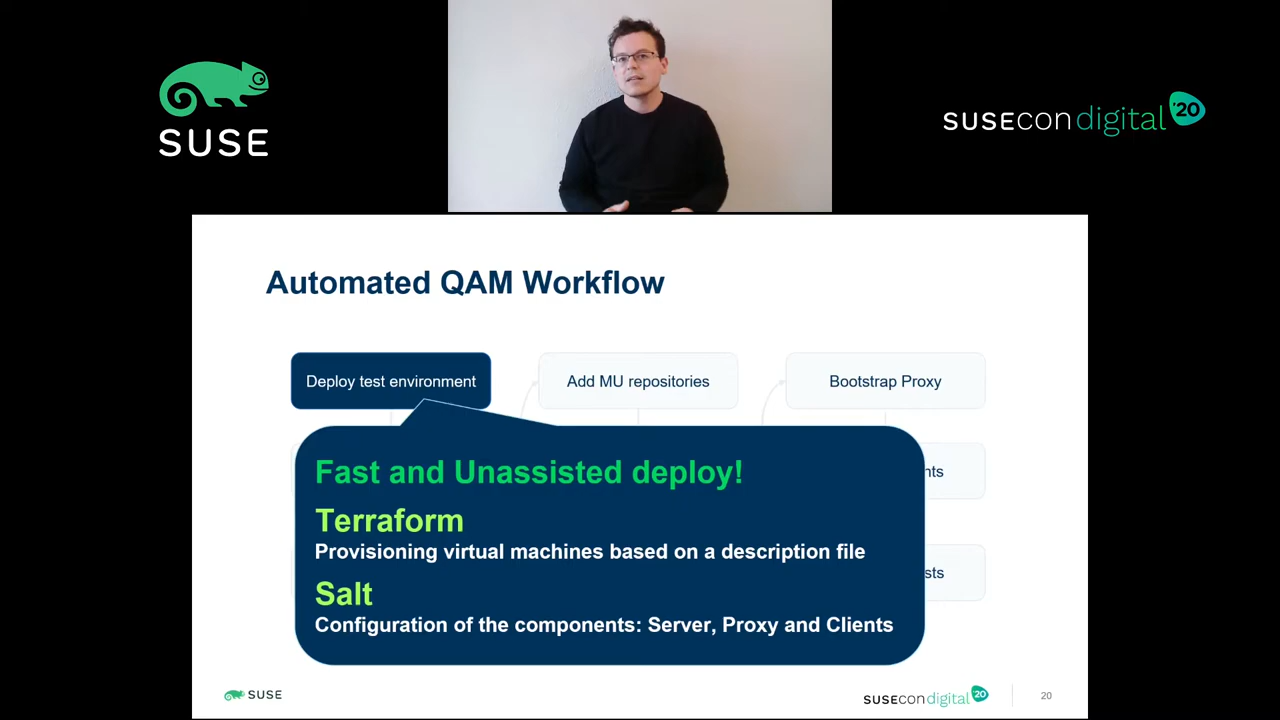 SUSE
SUSECON digital '20
Automated QAM Workflow
Deploy test environment
Add MU repositories
Bootstrap Proxy
Fast and Unassisted deploy!
Terraform
Provisioning virtual machines based on a description file
Salt
Configuration of the components: Server, Proxy and Clients
nts
sts
SUSE
SUSECON digital '20
20